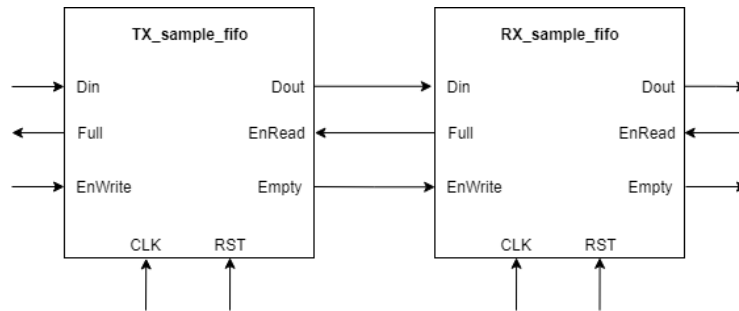 TX_sample_fifo
Din
Dout
Full
EnRead
EnWrite
Empty
CLK
RST
RX_sample_fifo
Din
Dout
Full
EnRead
EnWrite
Empty
CLK
RST